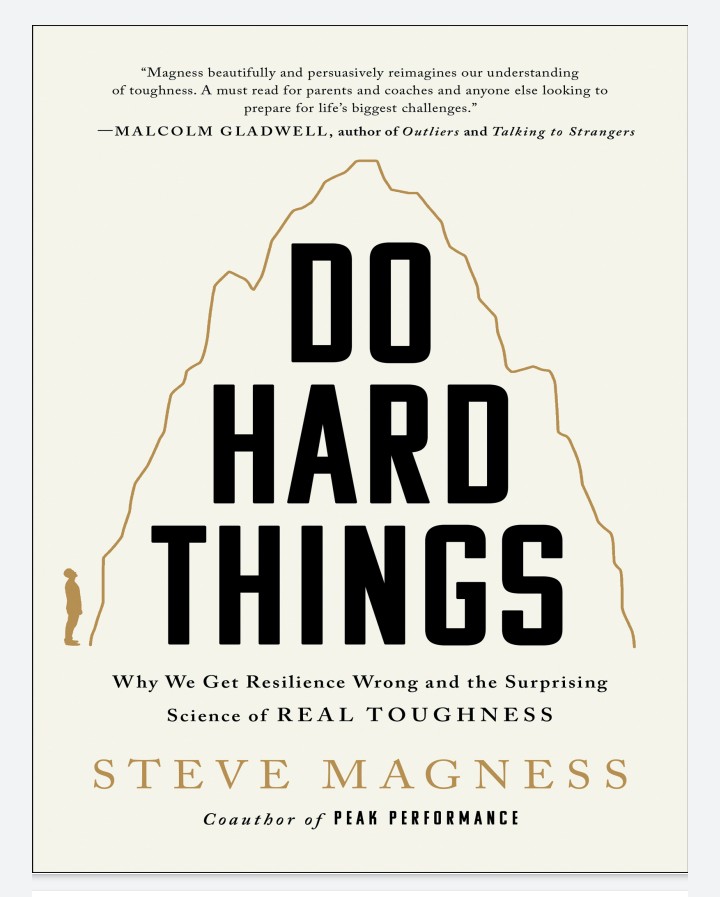 “Magness beautifully and persuasively reimagines our understanding
of toughness. A must read for parents and coaches and anyone else looking to
prepare for life’s biggest challenges.”
—MALCOLM GLADWELL, author of Outliers and Talking to Strangers
DO
HARD
THINGS
Why We Get Resilience Wrong and the Surprising
Science of REAL TOUGHNESS
STEVE MAGNESS
Coauthor of PEAK PERFORMANCE